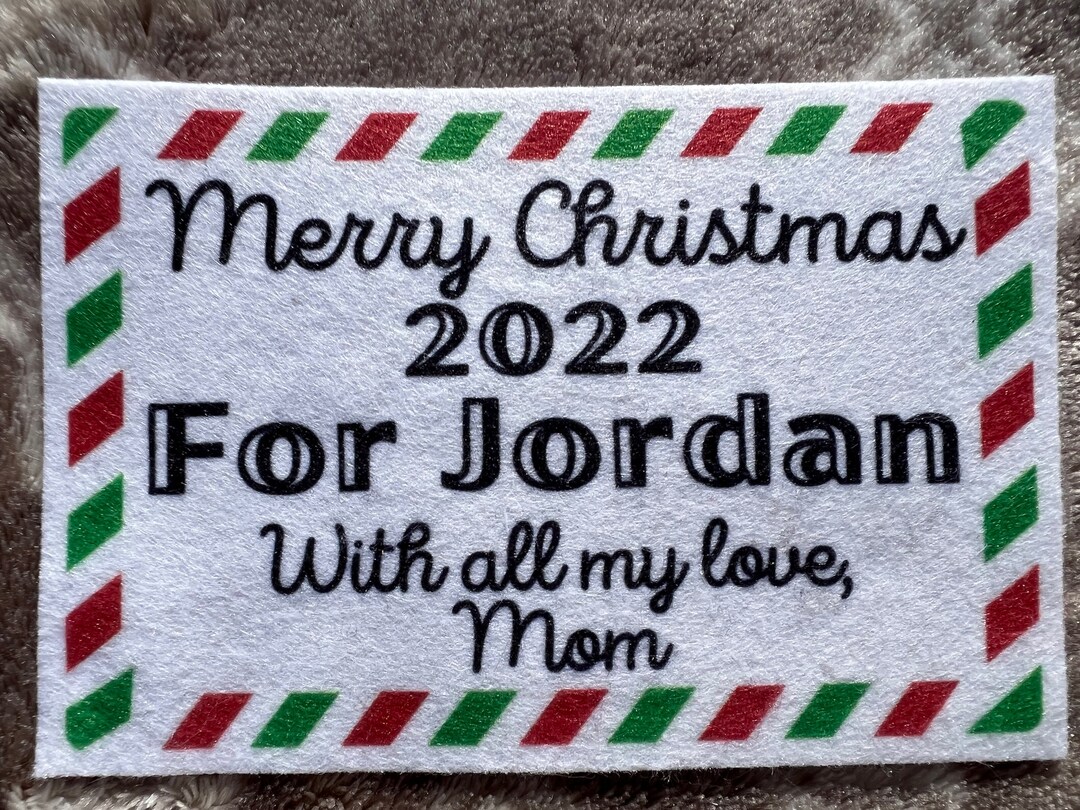 Merry Christmas
2022
For Jordan
With all my love,
Mom